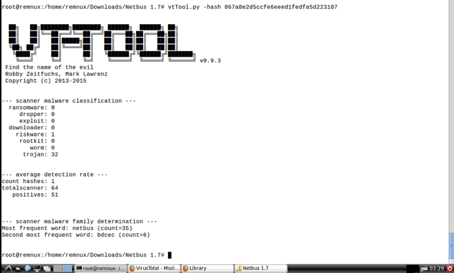 root@remnux:/home/remnux/Downloads/Netbus 1.7# vtTool.py -hash 867a8e2d5ccfe6eeed1fedfa5d223187
VTTOOL
v0.9.3
Find the name of the evil
Robby Zeitfuchs, Mark Lawrenz
Copyright (c) 2013-2015
--- scanner malware classification ---
ransomware: 0
dropper: 0
exploit: 0
downloader: 0
riskware: 1
rootkit: 0
worm: 0
trojan: 32
--- average detection rate ---
count hashes: 1
totalscanner: 64
positives: 51
--- scanner malware family determination ---
Most frequent word: netbus (count=35)
Second most frequent word: bdcec (count=6)
root@remnux:/home/remnux/Downloads/Netbus 1.7#
root@remnux: /...
VirusTotal - Mozi...
Library
Netbus 1.7
03:29